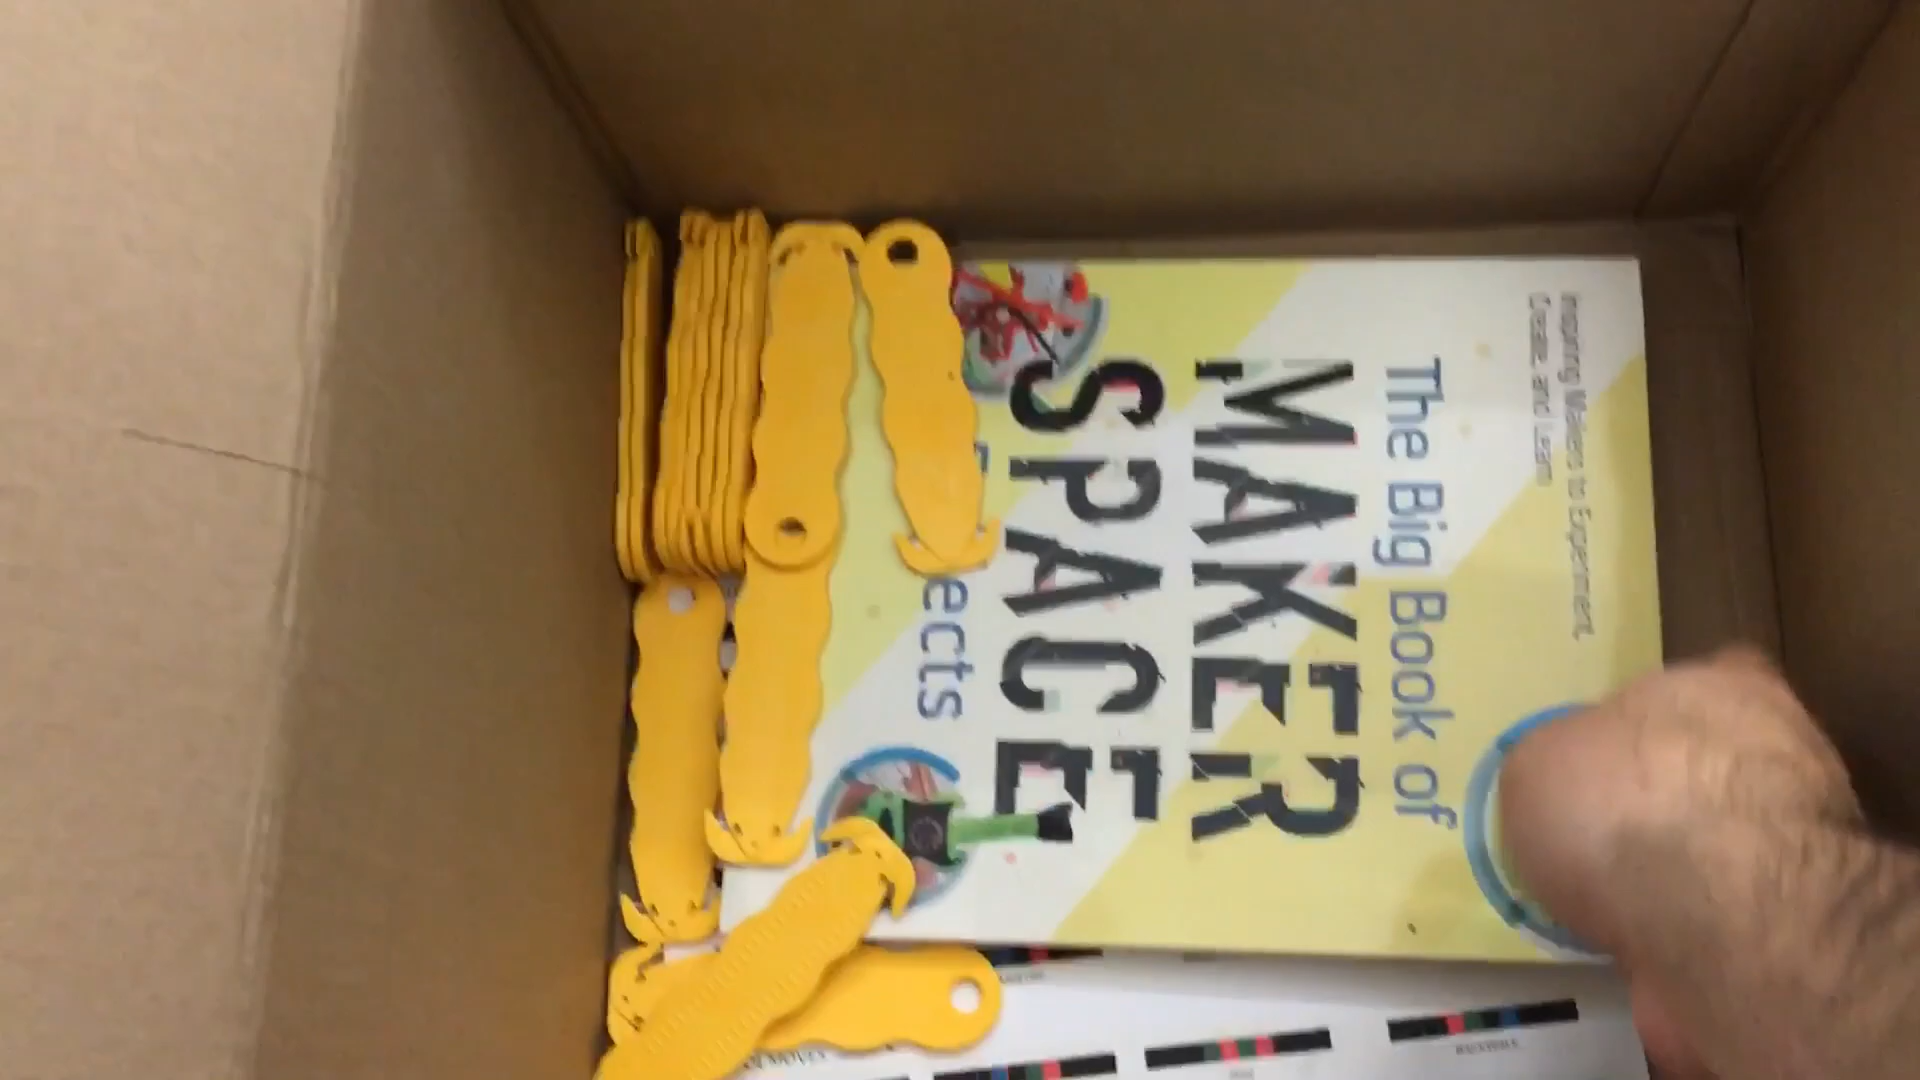 Inspiring Makers to Experiment,
Create, and Learn
The Big Book of
MAKER
SPACE
ects